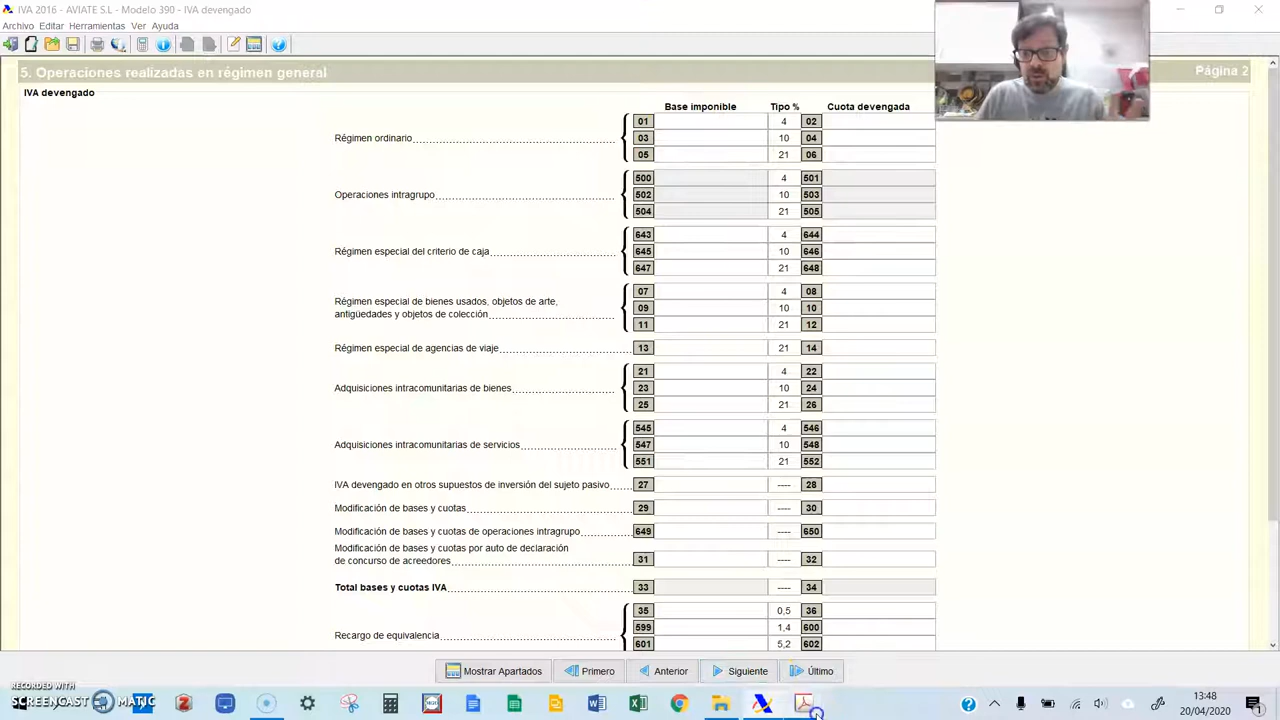 IVA 2016 - AVIATE S.L - Modelo 390 - IVA devengado
Archivo Editar Herramientas Ver Ayuda
5. Operaciones realizadas en régimen general Página 2
IVA devengado
Base imponible Tipo % Cuota devengada
01 4 02
Régimen ordinario 03 10 04
05 21 06
500 4 501
Operaciones intragrupo 502 10 503
504 21 505
643 4 644
Régimen especial del criterio de caja 645 10 646
647 21 648
07 4 08
Régimen especial de bienes usados, objetos de arte, 09 10 10
antigüedades y objetos de colección 11 21 12
Régimen especial de agencias de viaje 13 21 14
21 4 22
Adquisiciones intracomunitarias de bienes 23 10 24
25 21 26
545 4 546
Adquisiciones intracomunitarias de servicios 547 10 548
551 21 552
IVA devengado en otros supuestos de inversión del sujeto pasivo 27 ---- 28
Modificación de bases y cuotas 29 ---- 30
Modificación de bases y cuotas de operaciones intragrupo 649 ---- 650
Modificación de bases y cuotas por auto de declaración
de concurso de acreedores 31 ---- 32
Total bases y cuotas IVA 33 ---- 34
35 0,5 36
599 1,4 600
Recargo de equivalencia 601 5,2 602
Mostrar Apartados Primero Anterior Siguiente Último
RECORDED WITH
SCREENCAST MATIC
13:48
20/04/2020